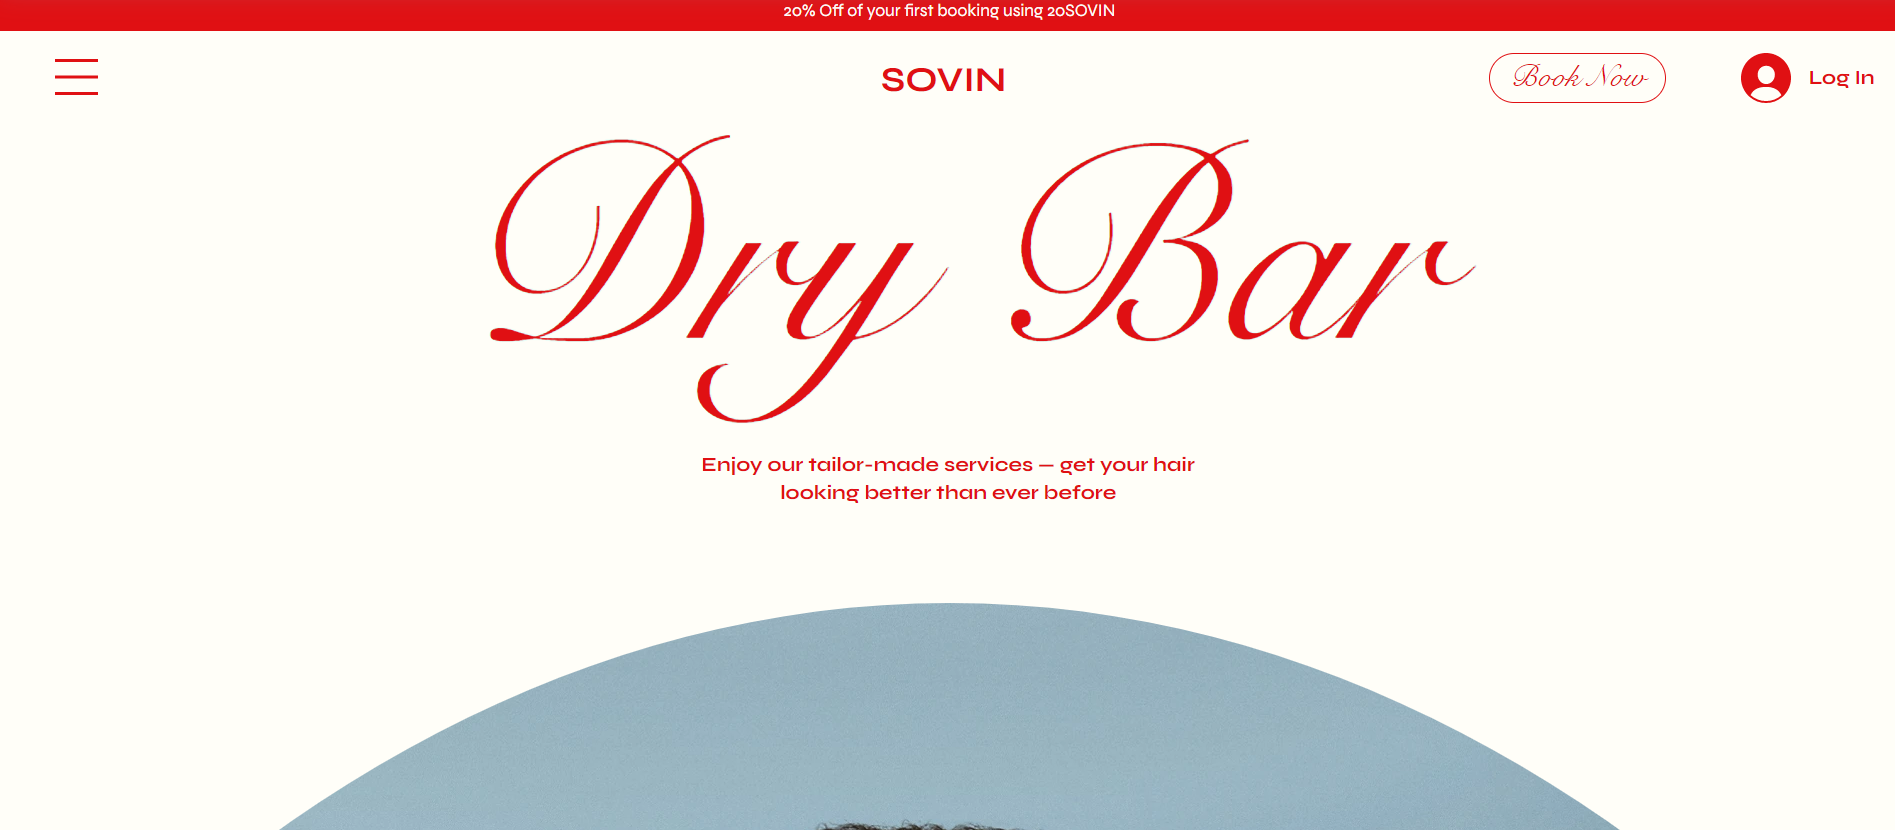 20% Off of your first booking using 20SOVIN
SOVIN
Book Now
Log In
Dry Bar
Enjoy our tailor-made services — get your hair
looking better than ever before